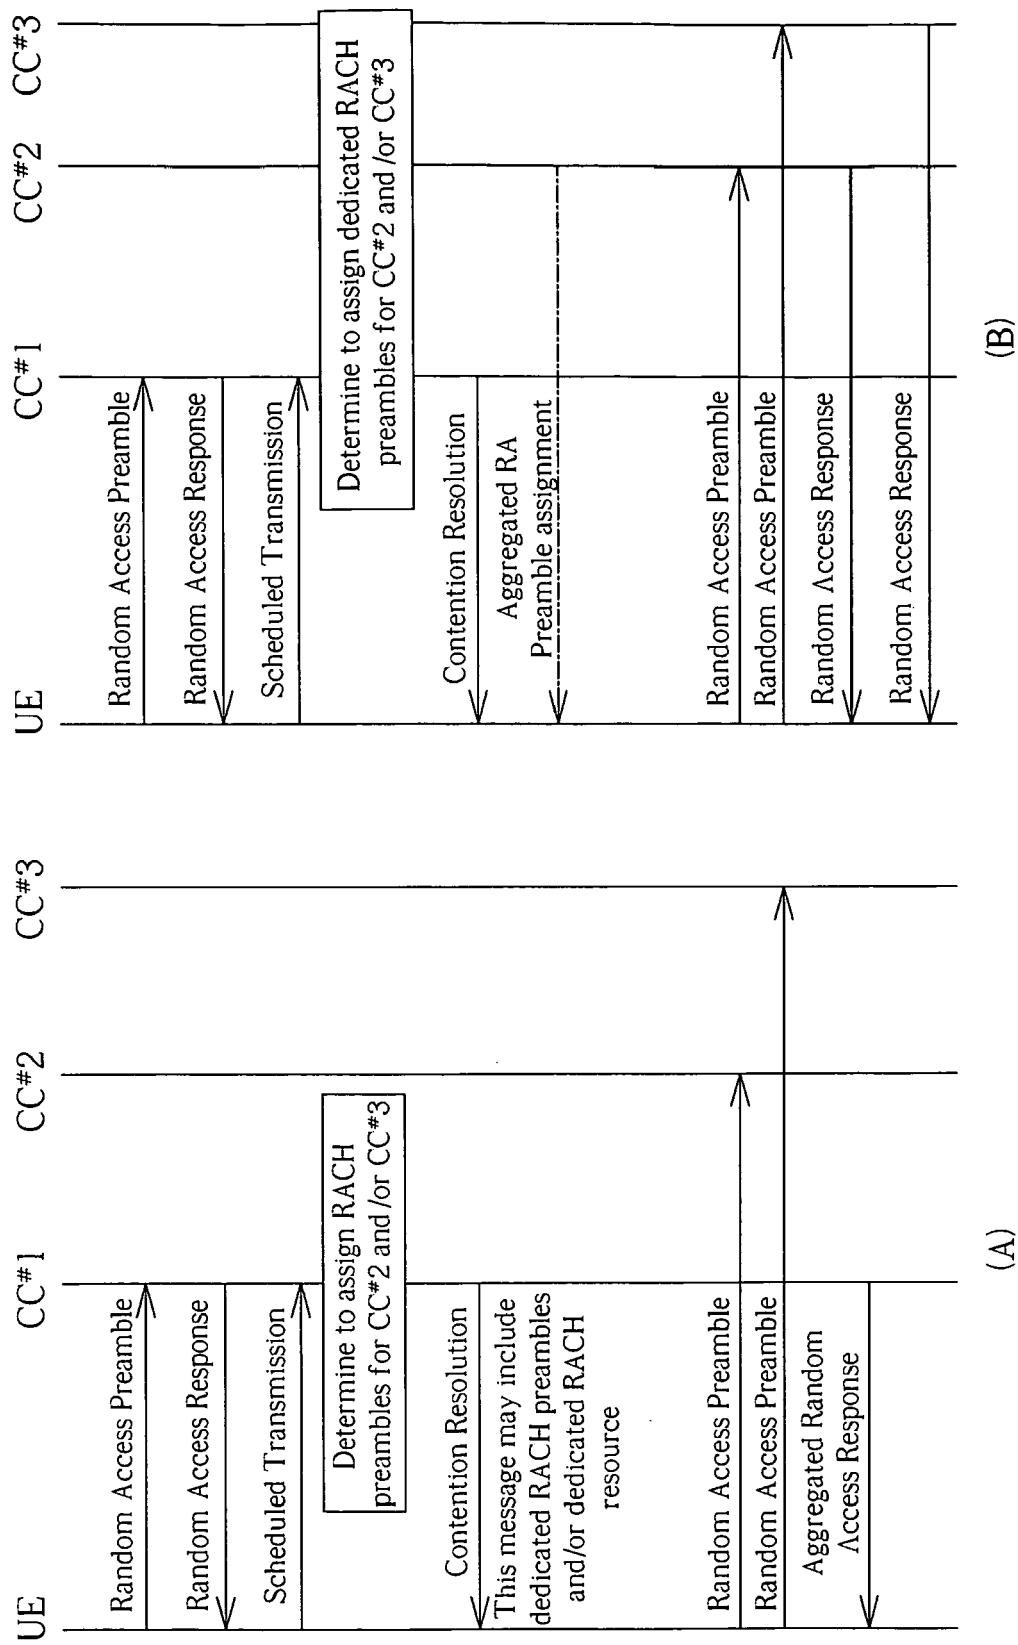 UE
CC#1
CC#2
CC#3
Random Access Preamble
Random Access Response
Scheduled Transmission
Determine to assign RACH
preambles for CC#2 and /or CC#3
Contention Resolution
This message may include
dedicated RACH preambles
and/or dedicated RACH
resource
Random Access Preamble
Random Access Preamble
Aggregated Random
Access Response
(A)
UE
CC#1
CC#2
CC#3
Random Access Preamble
Random Access Response
Scheduled Transmission
Determine to assign dedicated RACH
preambles for CC#2 and /or CC#3
Contention Resolution
Aggregated RA
Preamble assignment
Random Access Preamble
Random Access Preamble
Random Access Response
Random Access Response
(B)